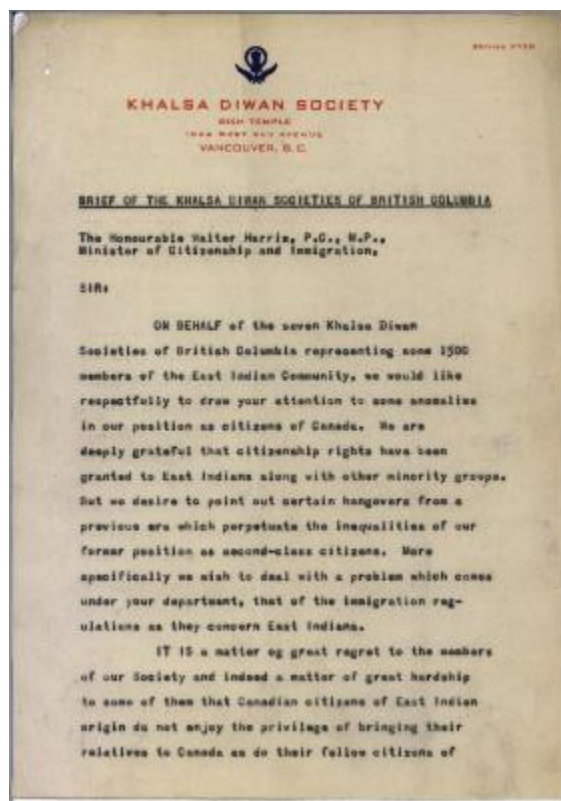 KHALSA DIWAN SOCIETY
SIKH TEMPLE
WEST 2ND AVENUE
VANCOUVER, B. C.
BRIEF OF THE KHALSA DIWAN SOCIETIES OF BRITISH COLUMBIA
The Honourable Walter Harris, P.C., M.P.,
Minister of Citizenship and Immigration.
SIR:
ON BEHALF of the seven Khalsa Diwan
Societies of British Columbia representing some 1500
members of the East Indian Community, we would like
respectfully to draw your attention to some anomalies
in our position as citizens of Canada. We are
deeply grateful that citizenship rights have been
granted to East Indians along with other minority groups.
But we desire to point out certain hangovers from a
previous era which perpetuate the inequalities of our
former position as second-class citizens. More
specifically we wish to deal with a problem which comes
under your department, that of the immigration reg-
ulations as they concern East Indians.
IT IS a matter og great regret to the members
of our Society and indeed a matter of great hardship
to some of them that Canadian citizens of East Indian
origin do not enjoy the privilege of bringing their
relatives to Canada as do their fellow citizens of